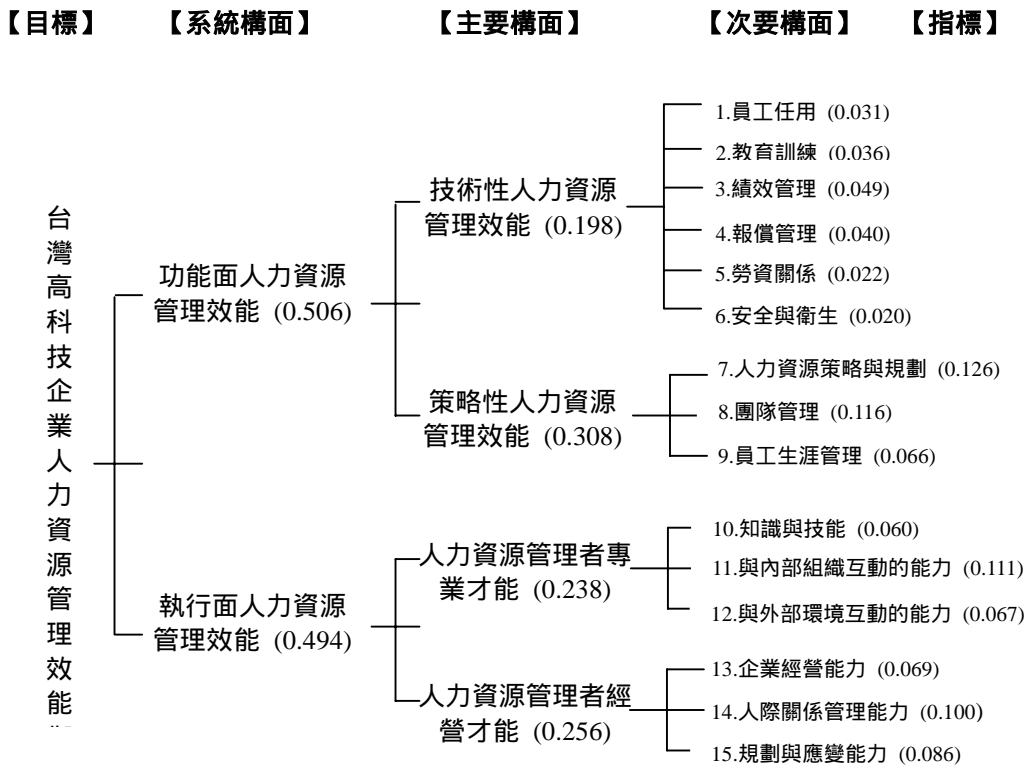 【目標】 【系統構面】 【主要構面】 【次要構面】 【指標】
台灣高科技企業人力資源管理效能
功能面人力資源
管理效能 (0.506)
執行面人力資源
管理效能 (0.494)
技術性人力資源
管理效能 (0.198)
策略性人力資源
管理效能 (0.308)
人力資源管理者專
業才能 (0.238)
人力資源管理者經
營才能 (0.256)
1.員工任用 (0.031)
2.教育訓練 (0.036)
3.績效管理 (0.049)
4.報償管理 (0.040)
5.勞資關係 (0.022)
6.安全與衛生 (0.020)
7.人力資源策略與規劃 (0.126)
8.團隊管理 (0.116)
9.員工生涯管理 (0.066)
10.知識與技能 (0.060)
11.與內部組織互動的能力 (0.111)
12.與外部環境互動的能力 (0.067)
13.企業經營能力 (0.069)
14.人際關係管理能力 (0.100)
15.規劃與應變能力 (0.086)